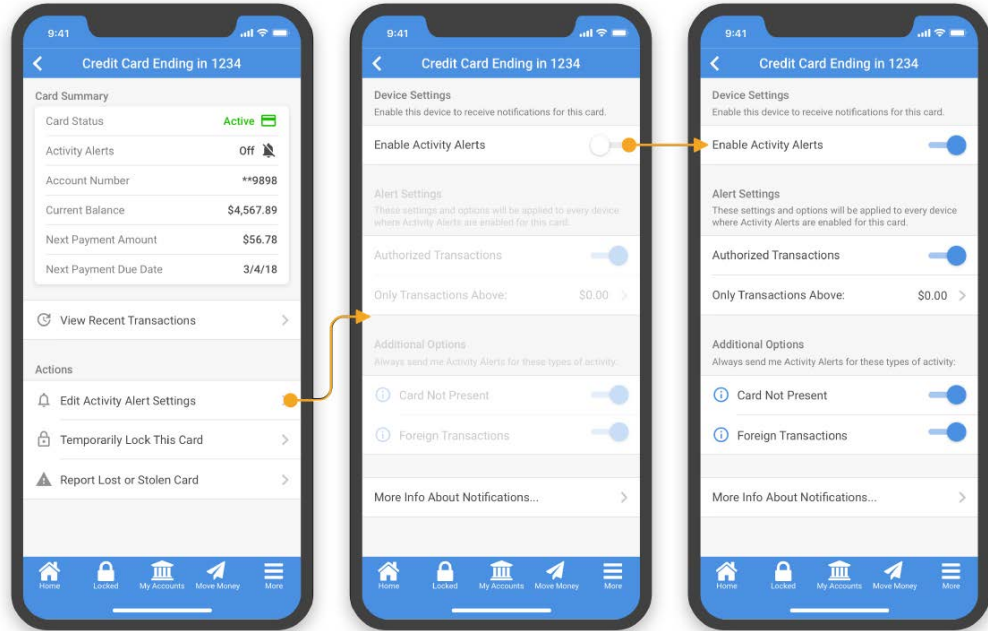 9:41
Credit Card Ending in 1234
Card Summary
Card Status Active
Activity Alerts Off
Account Number **9898
Current Balance $4,567.89
Next Payment Amount $56.78
Next Payment Due Date 3/4/18
View Recent Transactions
Actions
Edit Activity Alert Settings
Temporarily Lock This Card
Report Lost or Stolen Card
Home Locked My Accounts Move Money More
9:41
Credit Card Ending in 1234
Device Settings
Enable this device to receive notifications for this card.
Enable Activity Alerts
Alert Settings
These settings and options will be applied to every device
where Activity Alerts are enabled for this card.
Authorized Transactions
Only Transactions Above: $0.00
Additional Options
Always send me Activity Alerts for these types of activity:
Card Not Present
Foreign Transactions
More Info About Notifications...
Home Locked My Accounts Move Money More
9:41
Credit Card Ending in 1234
Device Settings
Enable this device to receive notifications for this card.
Enable Activity Alerts
Alert Settings
These settings and options will be applied to every device
where Activity Alerts are enabled for this card.
Authorized Transactions
Only Transactions Above: $0.00
Additional Options
Always send me Activity Alerts for these types of activity:
Card Not Present
Foreign Transactions
More Info About Notifications...
Home Locked My Accounts Move Money More